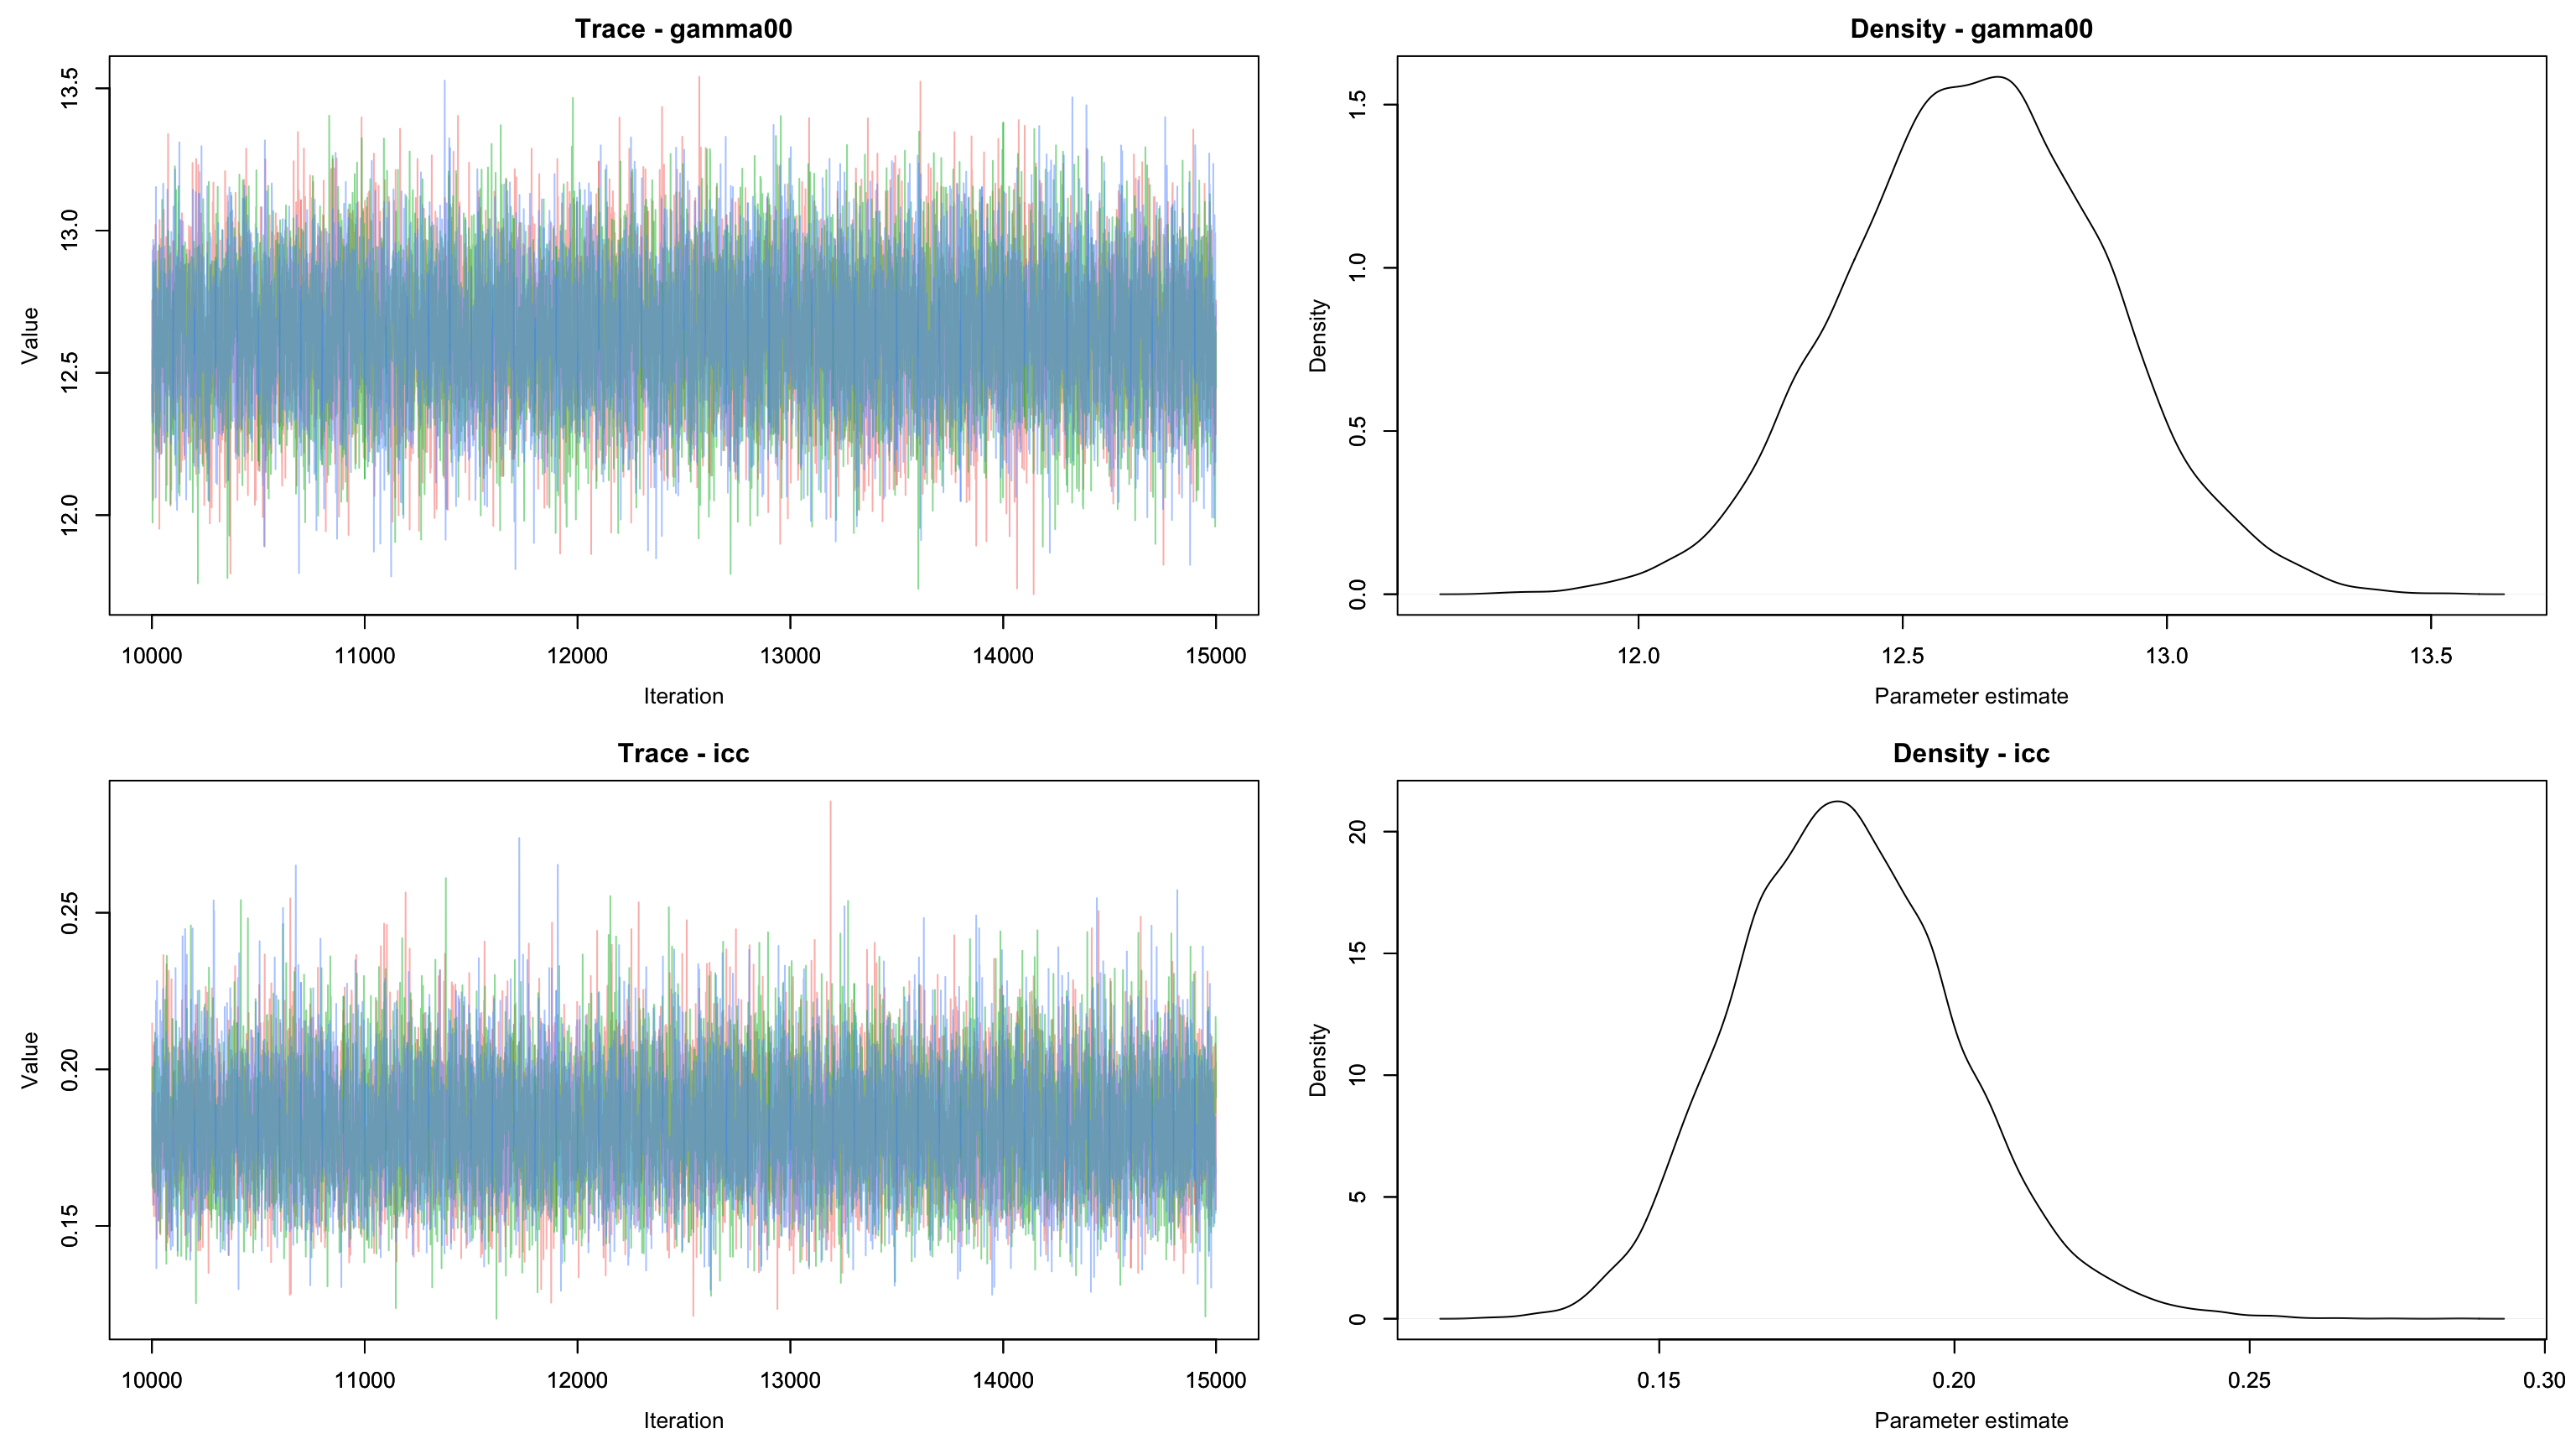 Trace - gamma00
Value
13.5
13.0
12.5
12.0
10000 11000 12000 13000 14000 15000
Iteration
Density - gamma00
Density
1.5
1.0
0.5
0.0
12.0 12.5 13.0 13.5
Parameter estimate
Trace - icc
Value
0.25
0.20
0.15
10000 11000 12000 13000 14000 15000
Iteration
Density - icc
Density
20
15
10
5
0
0.15 0.20 0.25 0.30
Parameter estimate